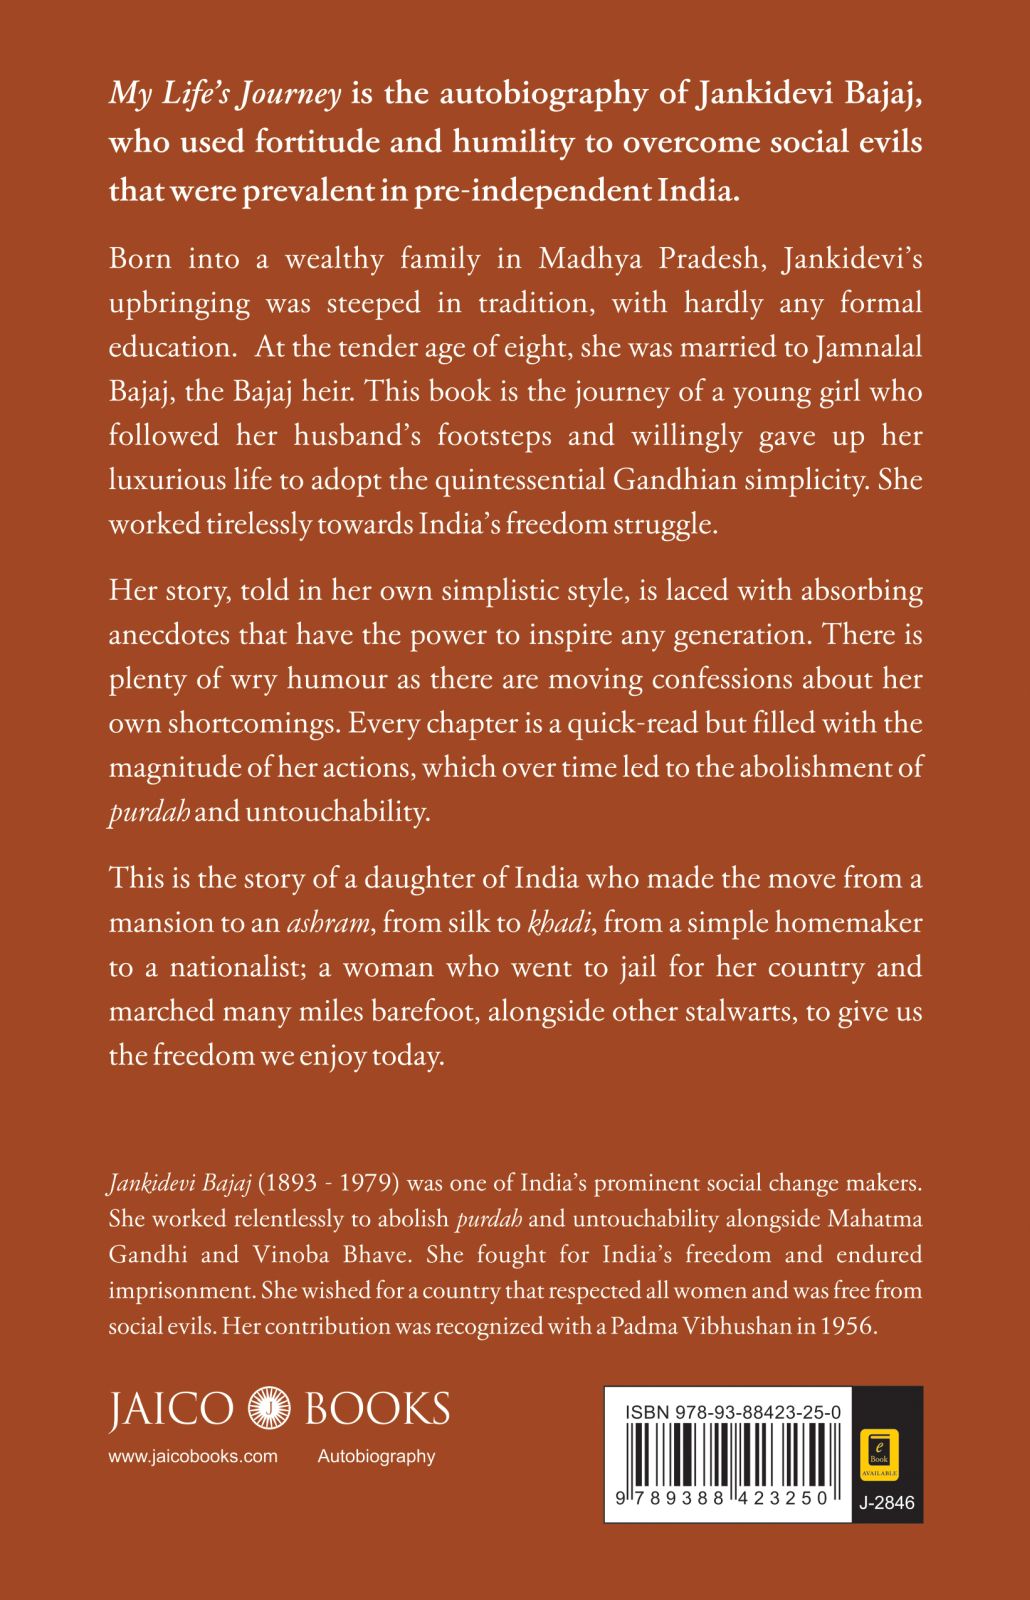 My Life's Journey is the autobiography of Jankidevi Bajaj,
who used fortitude and humility to overcome social evils
that were prevalent in pre-independent India.
Born into a wealthy family in Madhya Pradesh, Jankidevi's
upbringing was steeped in tradition, with hardly any formal
education. At the tender age of eight, she was married to Jamnalal
Bajaj, the Bajaj heir. This book is the journey of a young girl who
followed her husband's footsteps and willingly gave up her
luxurious life to adopt the quintessential Gandhian simplicity. She
worked tirelessly towards India's freedom struggle.
Her story, told in her own simplistic style, is laced with absorbing
anecdotes that have the power to inspire any generation. There is
plenty of wry humour as there are moving confessions about her
own shortcomings. Every chapter is a quick-read but filled with the
magnitude of her actions, which over time led to the abolishment of
purdah and untouchability.
This is the story of a daughter of India who made the move from a
mansion to an ashram, from silk to khadi, from a simple homemaker
to a nationalist; a woman who went to jail for her country and
marched many miles barefoot, alongside other stalwarts, to give us
the freedom we enjoy today.
Jankidevi Bajaj (1893 - 1979) was one of India's prominent social change makers.
She worked relentlessly to abolish purdah and untouchability alongside Mahatma
Gandhi and Vinoba Bhave. She fought for India's freedom and endured
imprisonment. She wished for a country that respected all women and was free from
social evils. Her contribution was recognized with a Padma Vibhushan in 1956.
JAICO J BOOKS
www.jaicobooks.com Autobiography
ISBN 978-93-88423-25-0
9 789388 423250
e
Book
AVAILABLE
J-2846